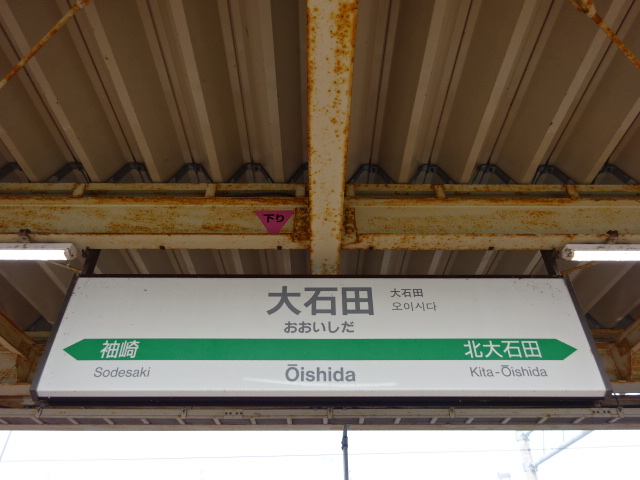 下り
大石田
おおいしだ
大石田
오이시다
袖崎
北大石田
Sodesaki
Ōishida
Kita-Ōishida